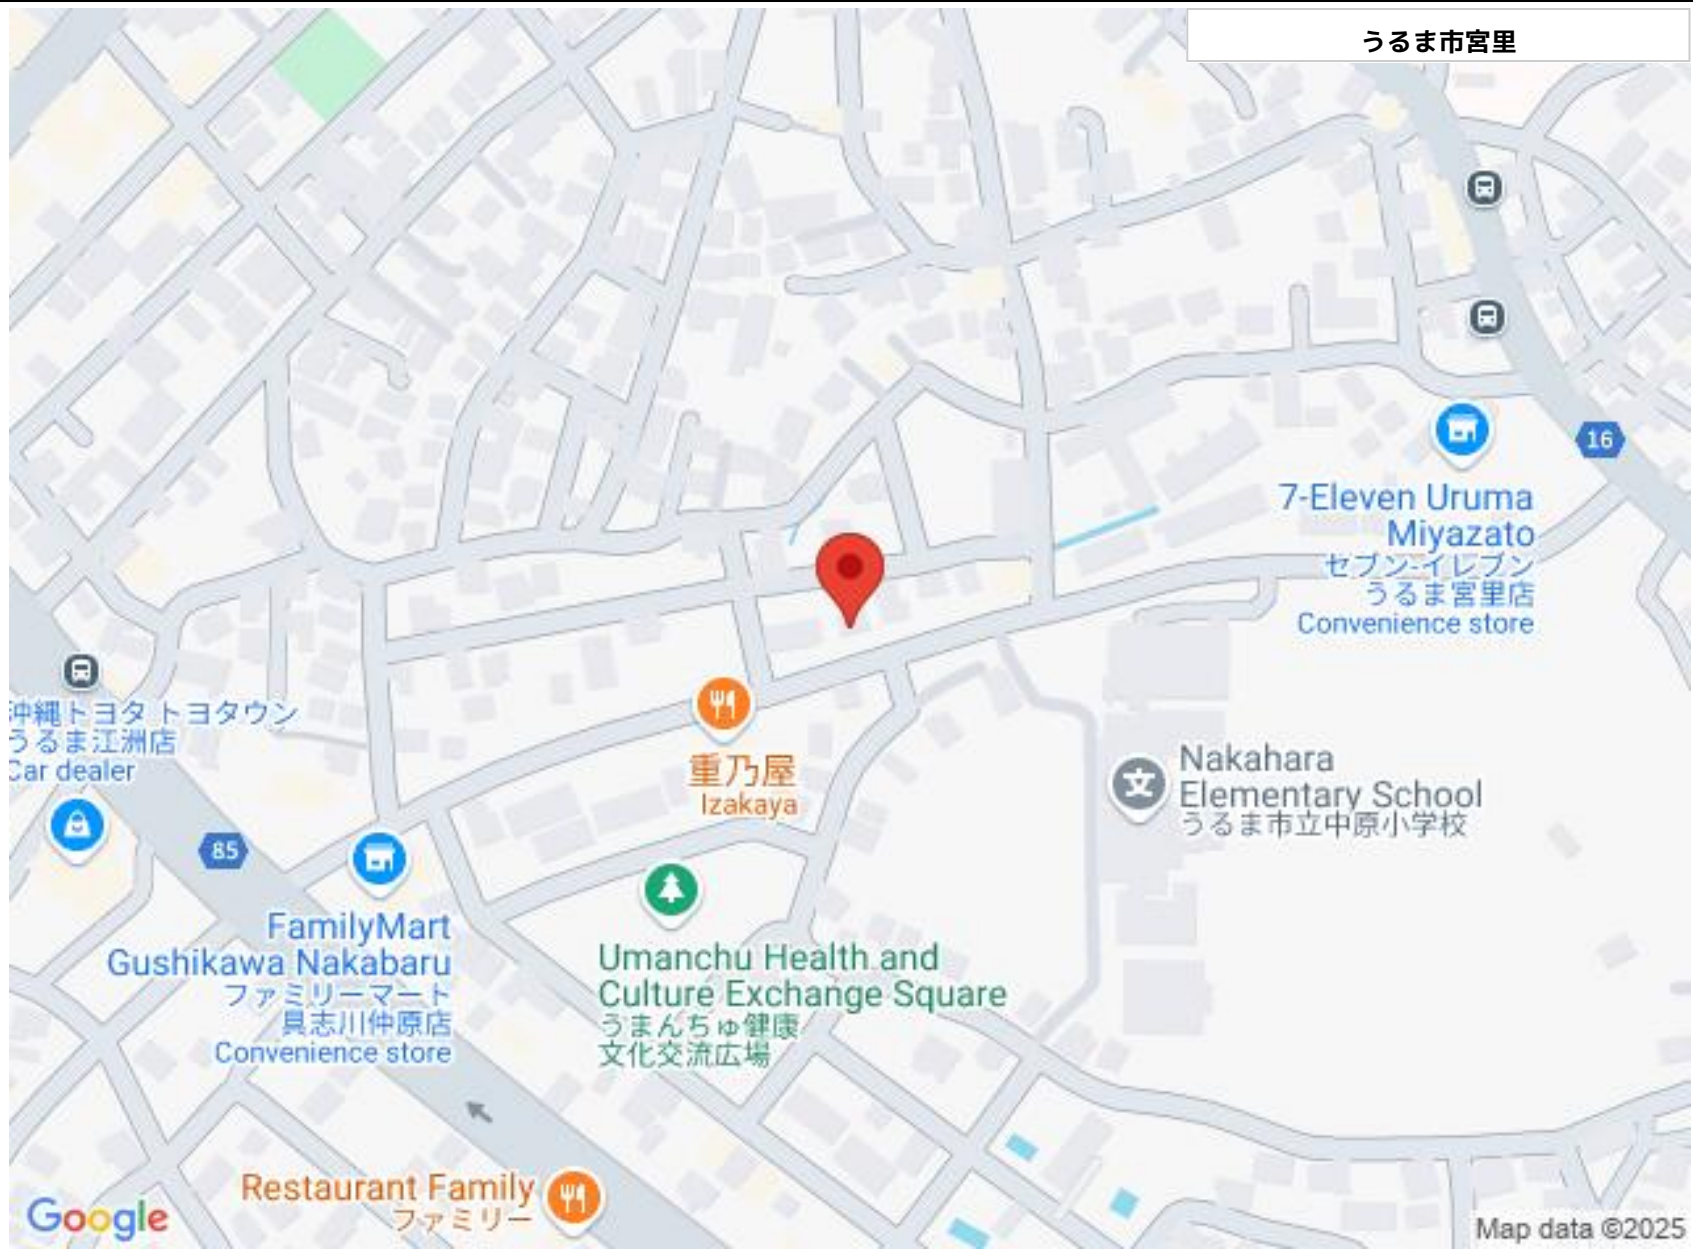 うるま市宮里
16
7-Eleven Uruma
Miyazato
セブン-イレブン
うるま宮里店
Convenience store
沖縄トヨタ トヨタウン
うるま江洲店
Car dealer
重乃屋
Izakaya
Nakahara
Elementary School
うるま市立中原小学校
文
85
FamilyMart
Gushikawa Nakabaru
ファミリーマート
具志川仲原店
Convenience store
Umanchu Health and
Culture Exchange Square
うまんちゅ健康
文化交流広場
Restaurant Family
ファミリー
Google
Map data ©2025